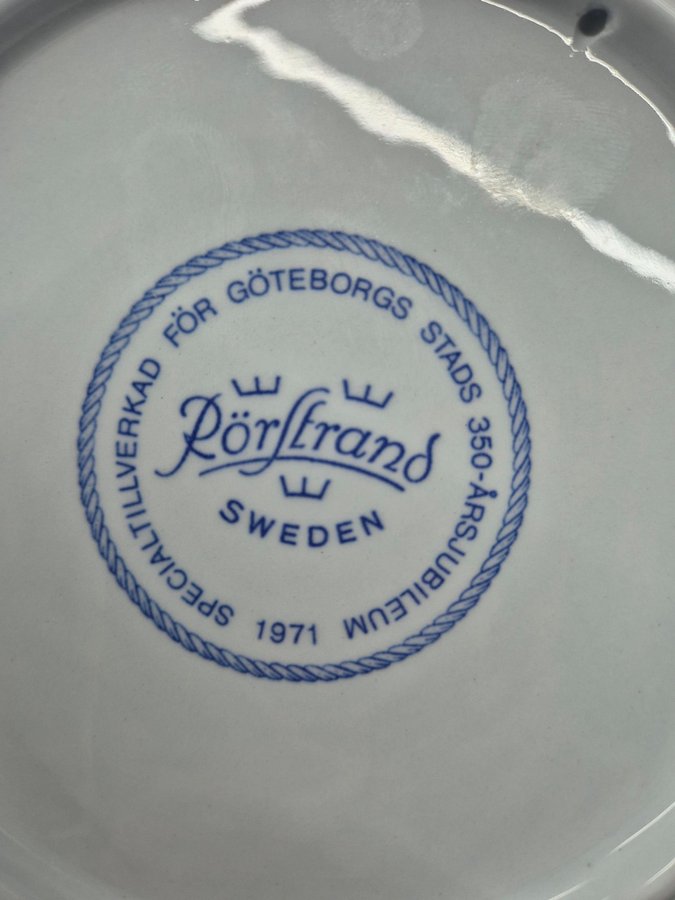 SPECIALTILLVERKAD FÖR GÖTEBORGS STADS 350-ÅRSJUBILEUM
1971
Rörstrand
SWEDEN